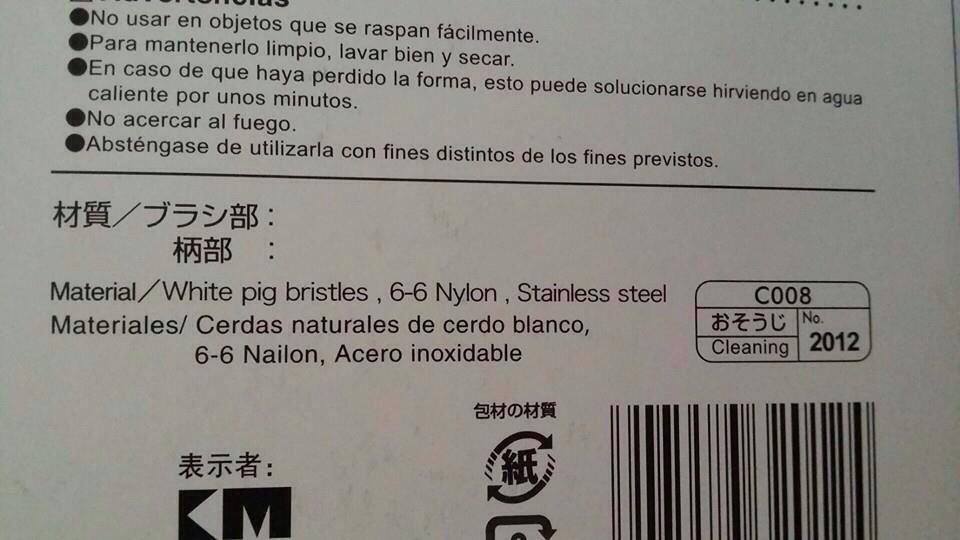 Advertencias
●No usar en objetos que se raspan fácilmente.
●Para mantenerlo limpio, lavar bien y secar.
●En caso de que haya perdido la forma, esto puede solucionarse hirviendo en agua
caliente por unos minutos.
●No acercar al fuego.
●Absténgase de utilizarla con fines distintos de los fines previstos.
材質／ブラシ部：
柄部　：
Material／White pig bristles , 6-6 Nylon , Stainless steel
Materiales/ Cerdas naturales de cerdo blanco,
6-6 Nailon, Acero inoxidable
C008
おそうじ No.
Cleaning 2012
包材の材質
紙
表示者：
KM